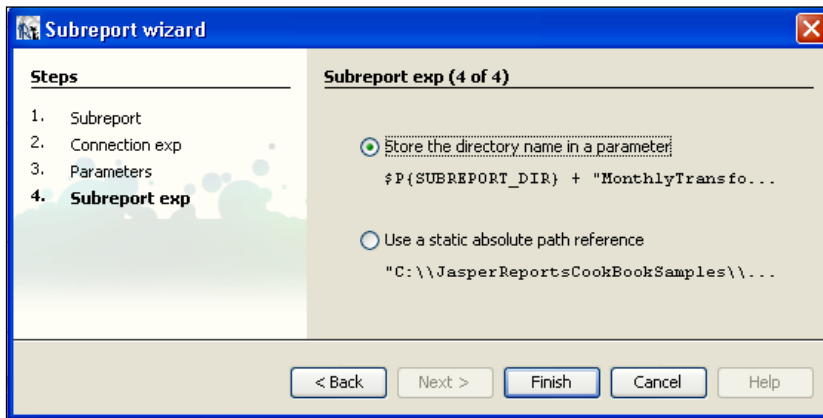 Subreport wizard
Steps
1. Subreport
2. Connection exp
3. Parameters
4. Subreport exp
Subreport exp (4 of 4)
Store the directory name in a parameter
$P{SUBREPORT_DIR} + "MonthlyTransfo...
Use a static absolute path reference
"C:\\JasperReportsCookBookSamples\\...
< Back Next > Finish Cancel Help